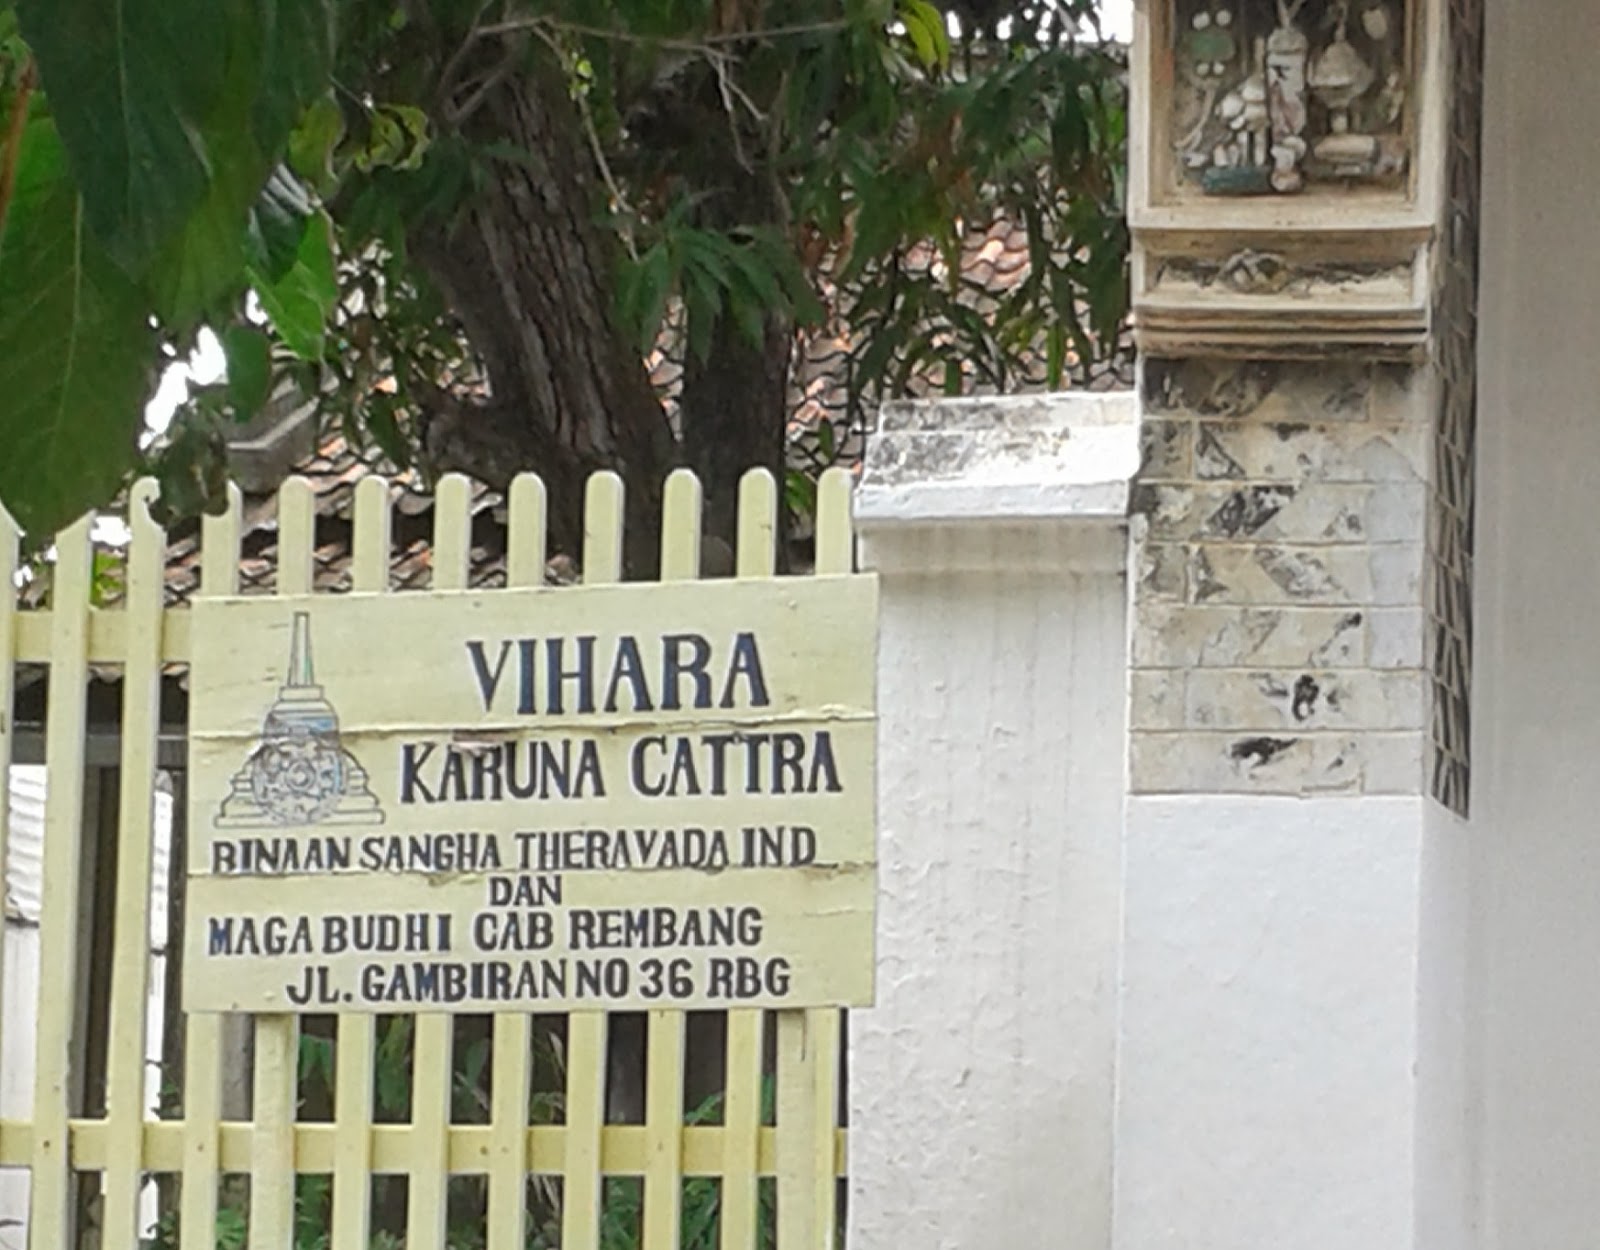 VIHARA
KARUNA CATTRA
BINAAN SANGHA THERAVADA IND
DAN
MAGABUDHI CAB REMBANG
JL. GAMBIRAN NO 36 RBG